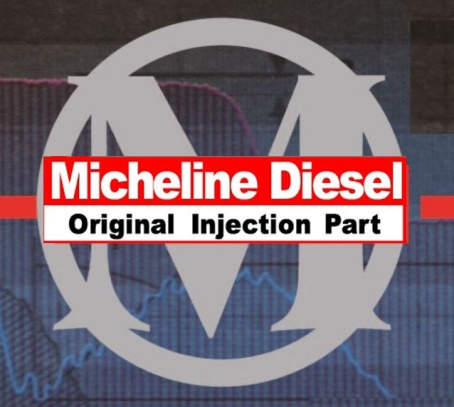 M
Micheline Diesel
Original Injection Part